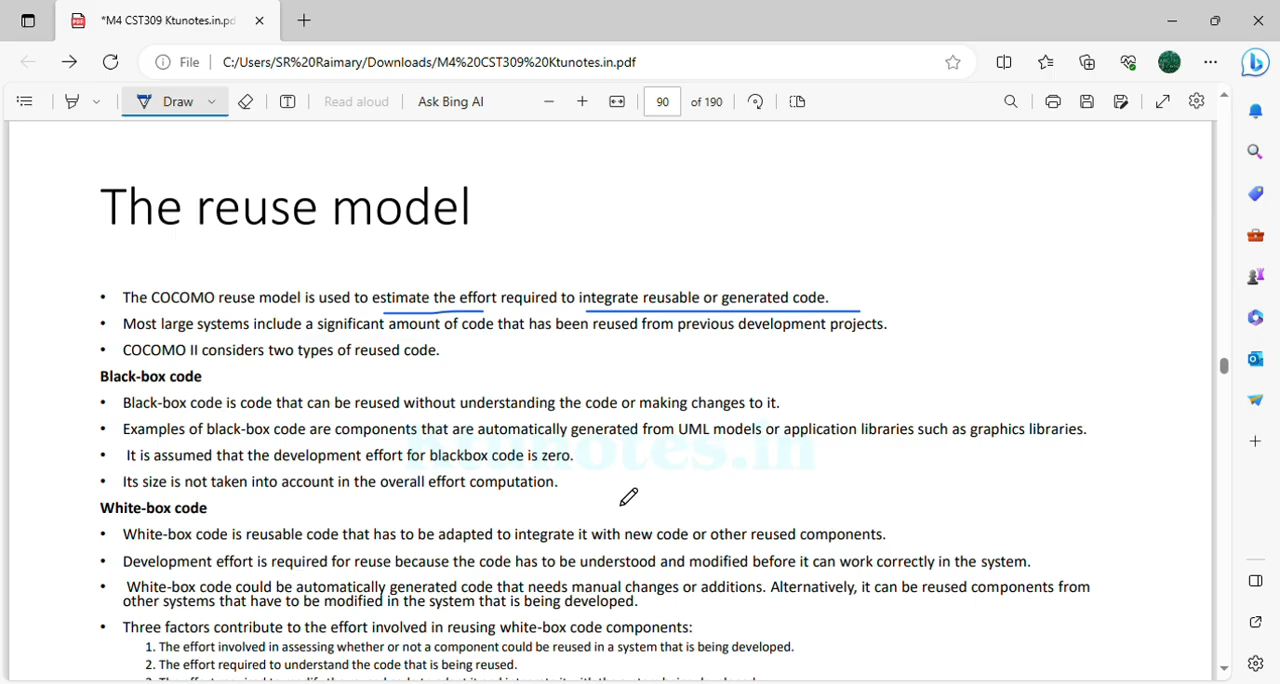 *M4 CST309 Ktunotes.in.pd
File
C:/Users/SR%20Raimary/Downloads/M4%20CST309%20Ktunotes.in.pdf
Draw
Read aloud
Ask Bing AI
90 of 190
The reuse model
• The COCOMO reuse model is used to estimate the effort required to integrate reusable or generated code.
• Most large systems include a significant amount of code that has been reused from previous development projects.
• COCOMO II considers two types of reused code.
Black-box code
• Black-box code is code that can be reused without understanding the code or making changes to it.
• Examples of black-box code are components that are automatically generated from UML models or application libraries such as graphics libraries.
• It is assumed that the development effort for blackbox code is zero.
Ktunotes.in
• Its size is not taken into account in the overall effort computation.
White-box code
• White-box code is reusable code that has to be adapted to integrate it with new code or other reused components.
• Development effort is required for reuse because the code has to be understood and modified before it can work correctly in the system.
• White-box code could be automatically generated code that needs manual changes or additions. Alternatively, it can be reused components from
other systems that have to be modified in the system that is being developed.
• Three factors contribute to the effort involved in reusing white-box code components:
1. The effort involved in assessing whether or not a component could be reused in a system that is being developed.
2. The effort required to understand the code that is being reused.